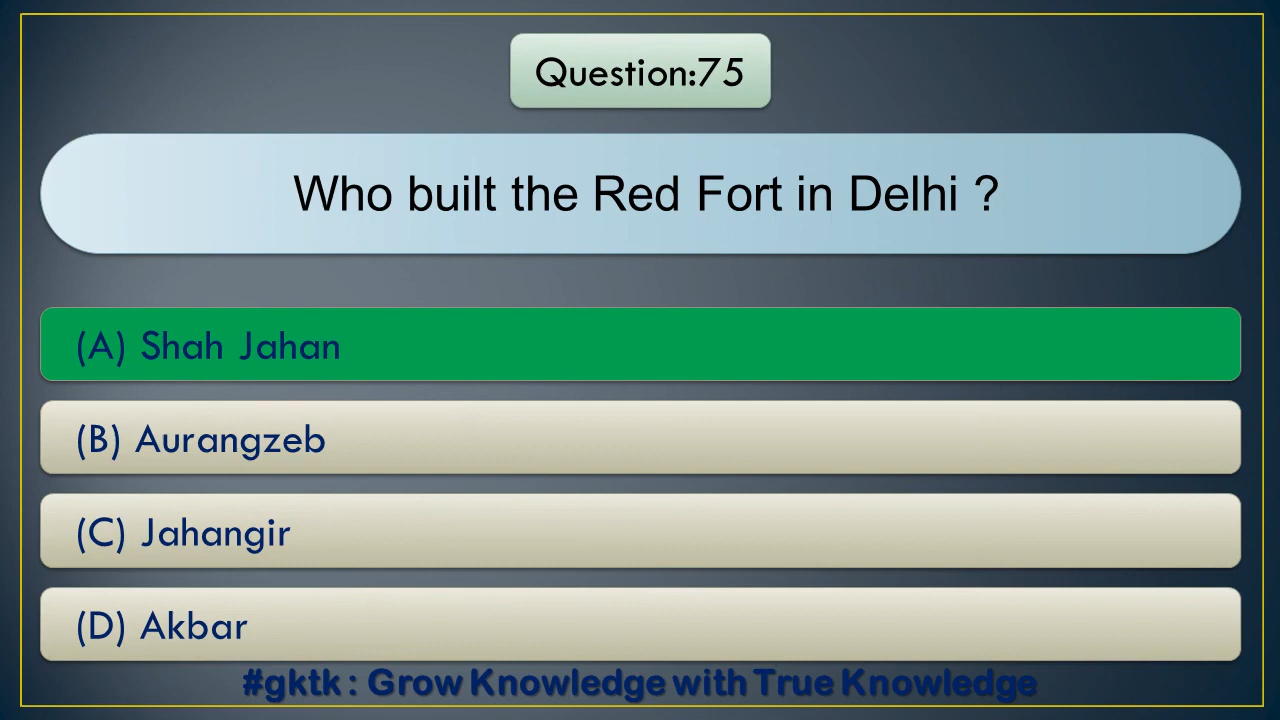 Question:75
Who built the Red Fort in Delhi ?
(A) Shah Jahan
(B) Aurangzeb
(C) Jahangir
(D) Akbar
#gktk : Grow Knowledge with True Knowledge